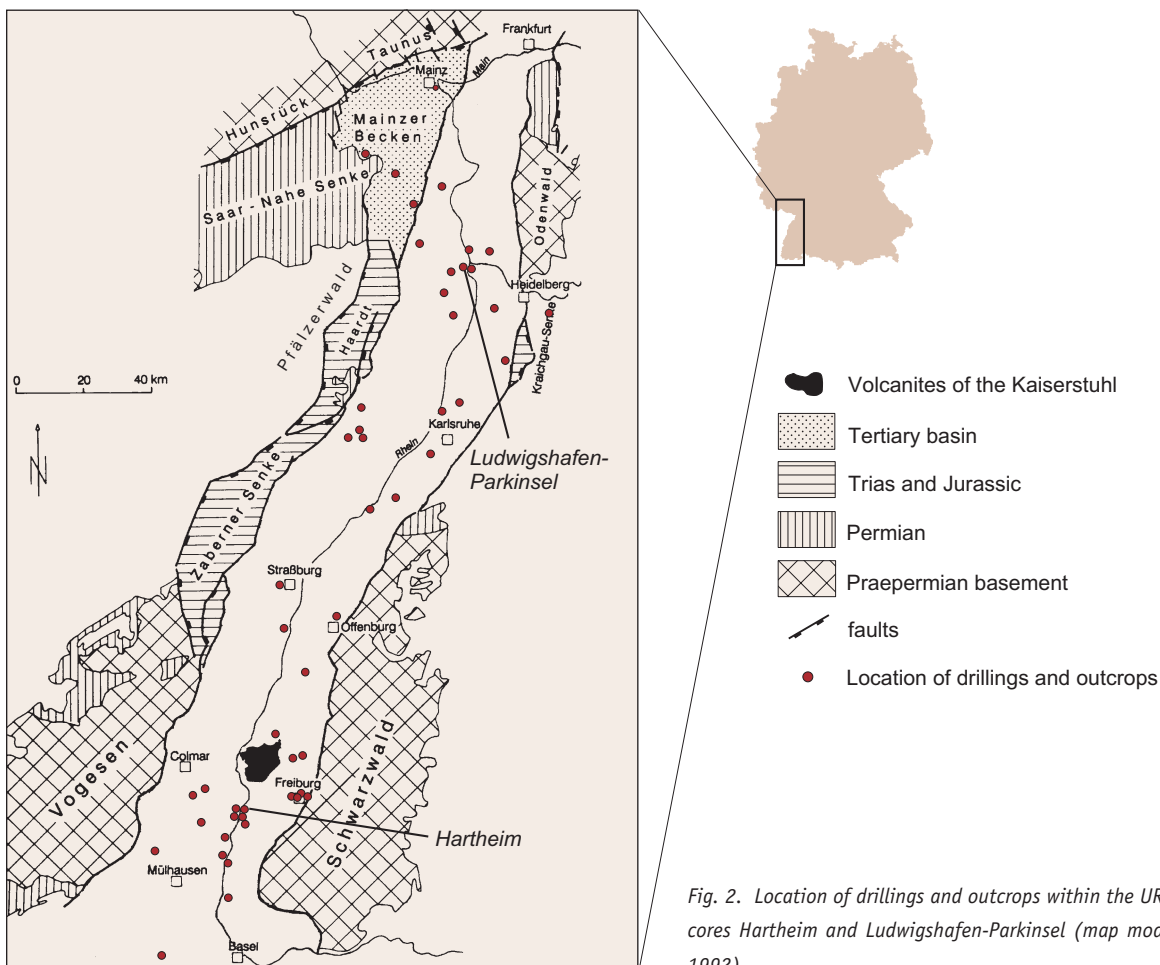 Frankfurt
Taunus
Main
Mainz
Hunsrück
Mainzer
Becken
Saar - Nahe Senke
Odenwald
Heidelberg
Pfälzerwald
Haardt
Kraichgau-Senke
0 20 40 km
N
Karlsruhe
Rhein
Ludwigshafen-
Parkinsel
Zaberner Senke
Straßburg
Offenburg
Vogesen
Colmar
Freiburg
Schwarzwald
Hartheim
Mülhausen
Basel
Volcanites of the Kaiserstuhl
Tertiary basin
Trias and Jurassic
Permian
Praepermian basement
faults
Location of drillings and outcrops
Fig. 2. Location of drillings and outcrops within the UR
cores Hartheim and Ludwigshafen-Parkinsel (map mod